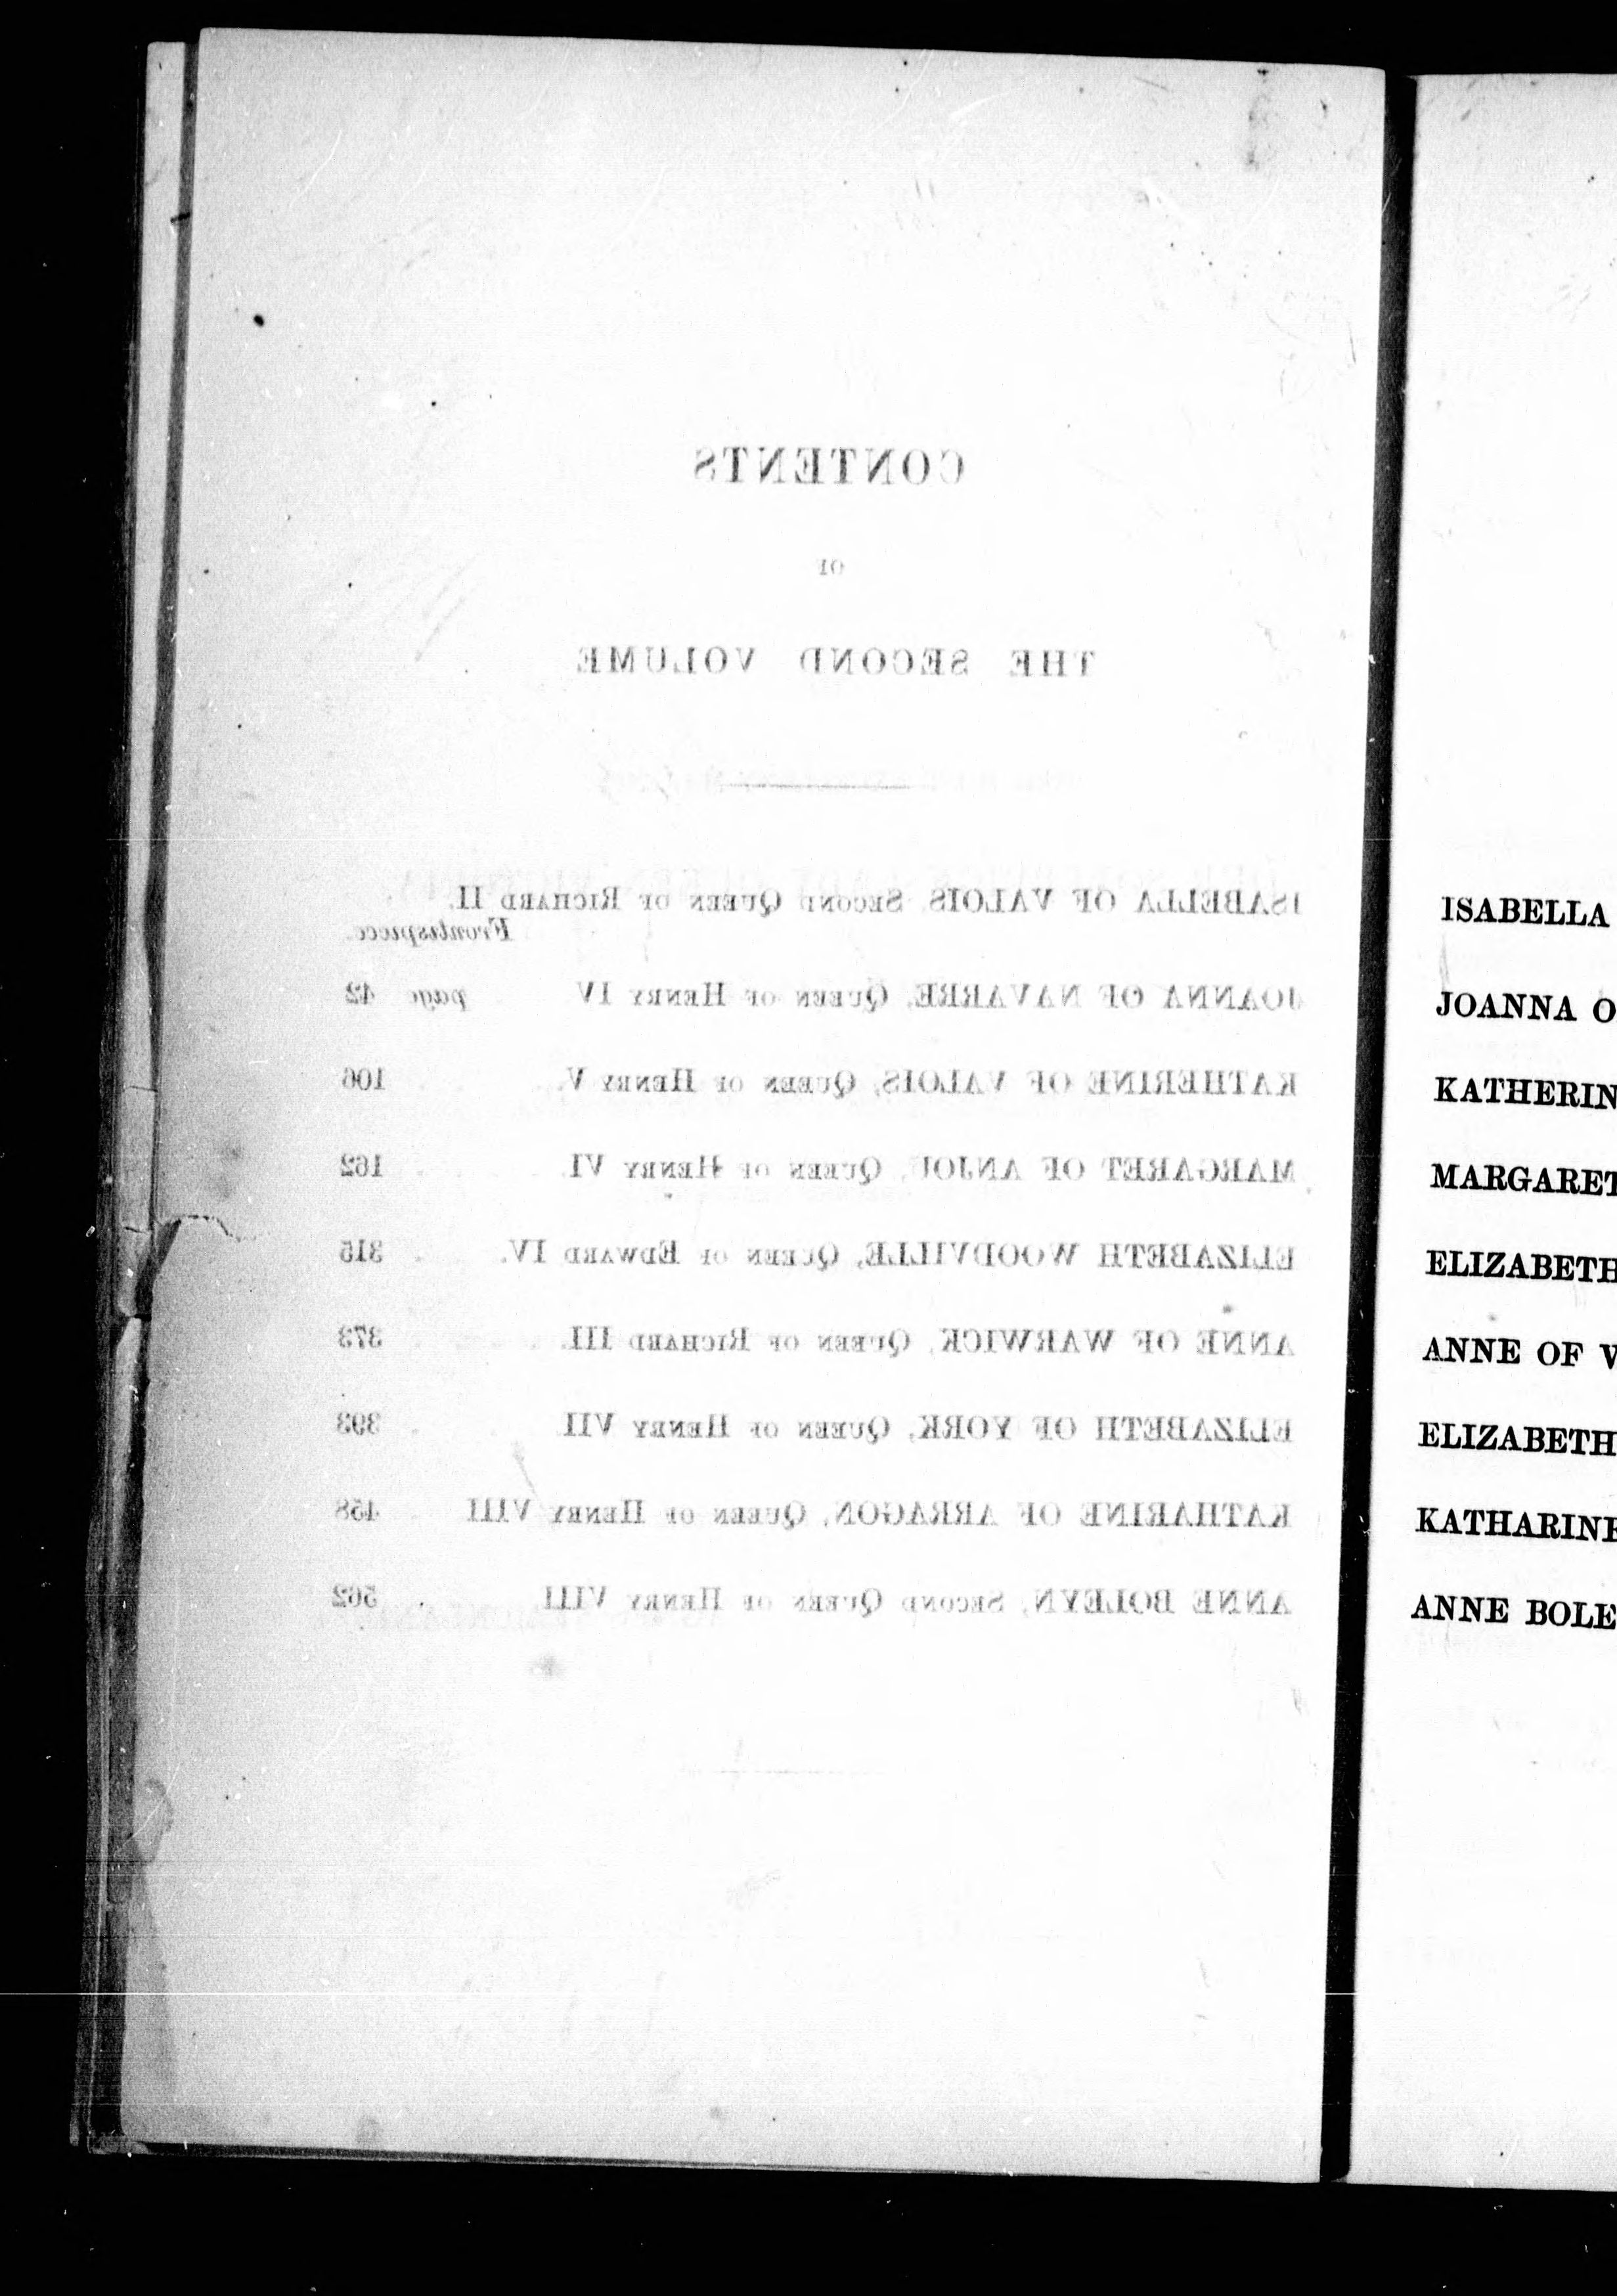 CONTENTS
OF
THE SECOND VOLUME
ISABELLA OF VALOIS, SECOND QUEEN OF RICHARD II.
Frontispiece.
JOANNA OF NAVARRE, QUEEN OF HENRY IV page 42
KATHERINE OF VALOIS, QUEEN OF HENRY V. 106
MARGARET OF ANJOU, QUEEN OF HENRY VI 162
ELIZABETH WOODVILLE, QUEEN OF EDWARD IV. 315
ANNE OF WARWICK, QUEEN OF RICHARD III. 373
ELIZABETH OF YORK, QUEEN OF HENRY VII 393
KATHARINE OF ARRAGON, QUEEN OF HENRY VIII 458
ANNE BOLEYN, SECOND QUEEN OF HENRY VIII 562
ISABELLA
JOANNA O
KATHERIN
MARGARET
ELIZABETH
ANNE OF W
ELIZABETH
KATHARINE
ANNE BOLE